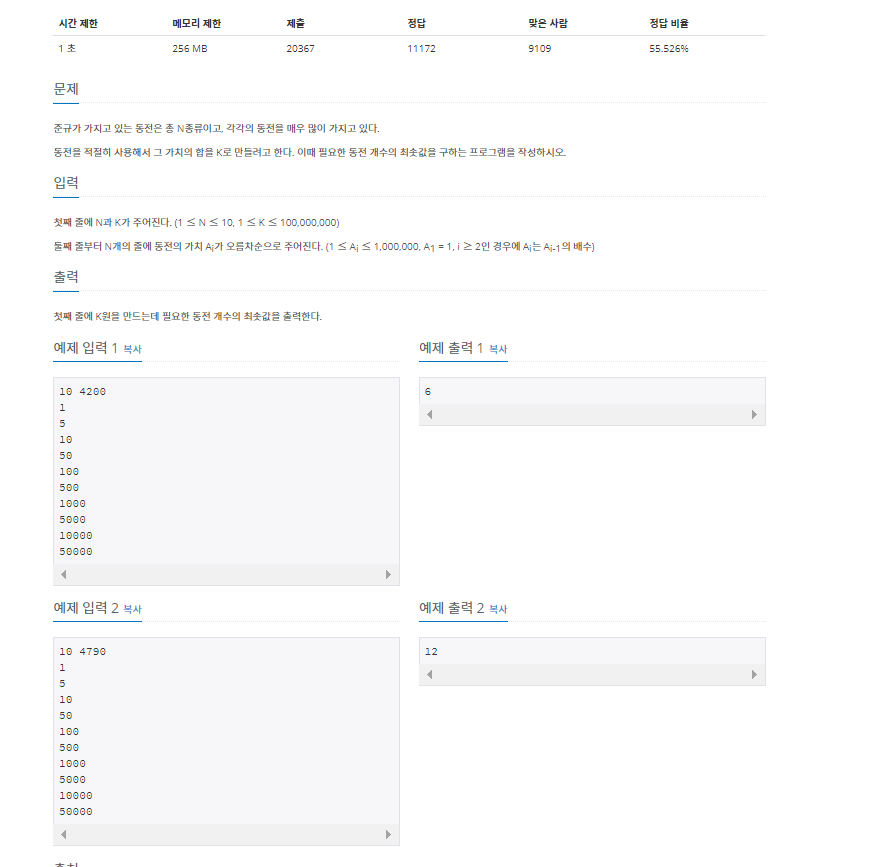 시간 제한 메모리 제한 제출 정답 맞은 사람 정답 비율
1 초 256 MB 20367 11172 9109 55.526%
문제
준규가 가지고 있는 동전은 총 N종류이고, 각각의 동전을 매우 많이 가지고 있다.
동전을 적절히 사용해서 그 가치의 합을 K로 만들려고 한다. 이때 필요한 동전 개수의 최솟값을 구하는 프로그램을 작성하시오.
입력
첫째 줄에 N과 K가 주어진다. (1 ≤ N ≤ 10, 1 ≤ K ≤ 100,000,000)
둘째 줄부터 N개의 줄에 동전의 가치 Ai가 오름차순으로 주어진다. (1 ≤ Ai ≤ 1,000,000, A1 = 1, i ≥ 2인 경우에 Ai는 Ai-1의 배수)
출력
첫째 줄에 K원을 만드는데 필요한 동전 개수의 최솟값을 출력한다.
예제 입력 1 복사
10 4200
1
5
10
50
100
500
1000
5000
10000
50000
예제 출력 1 복사
6
예제 입력 2 복사
10 4790
1
5
10
50
100
500
1000
5000
10000
50000
예제 출력 2 복사
12